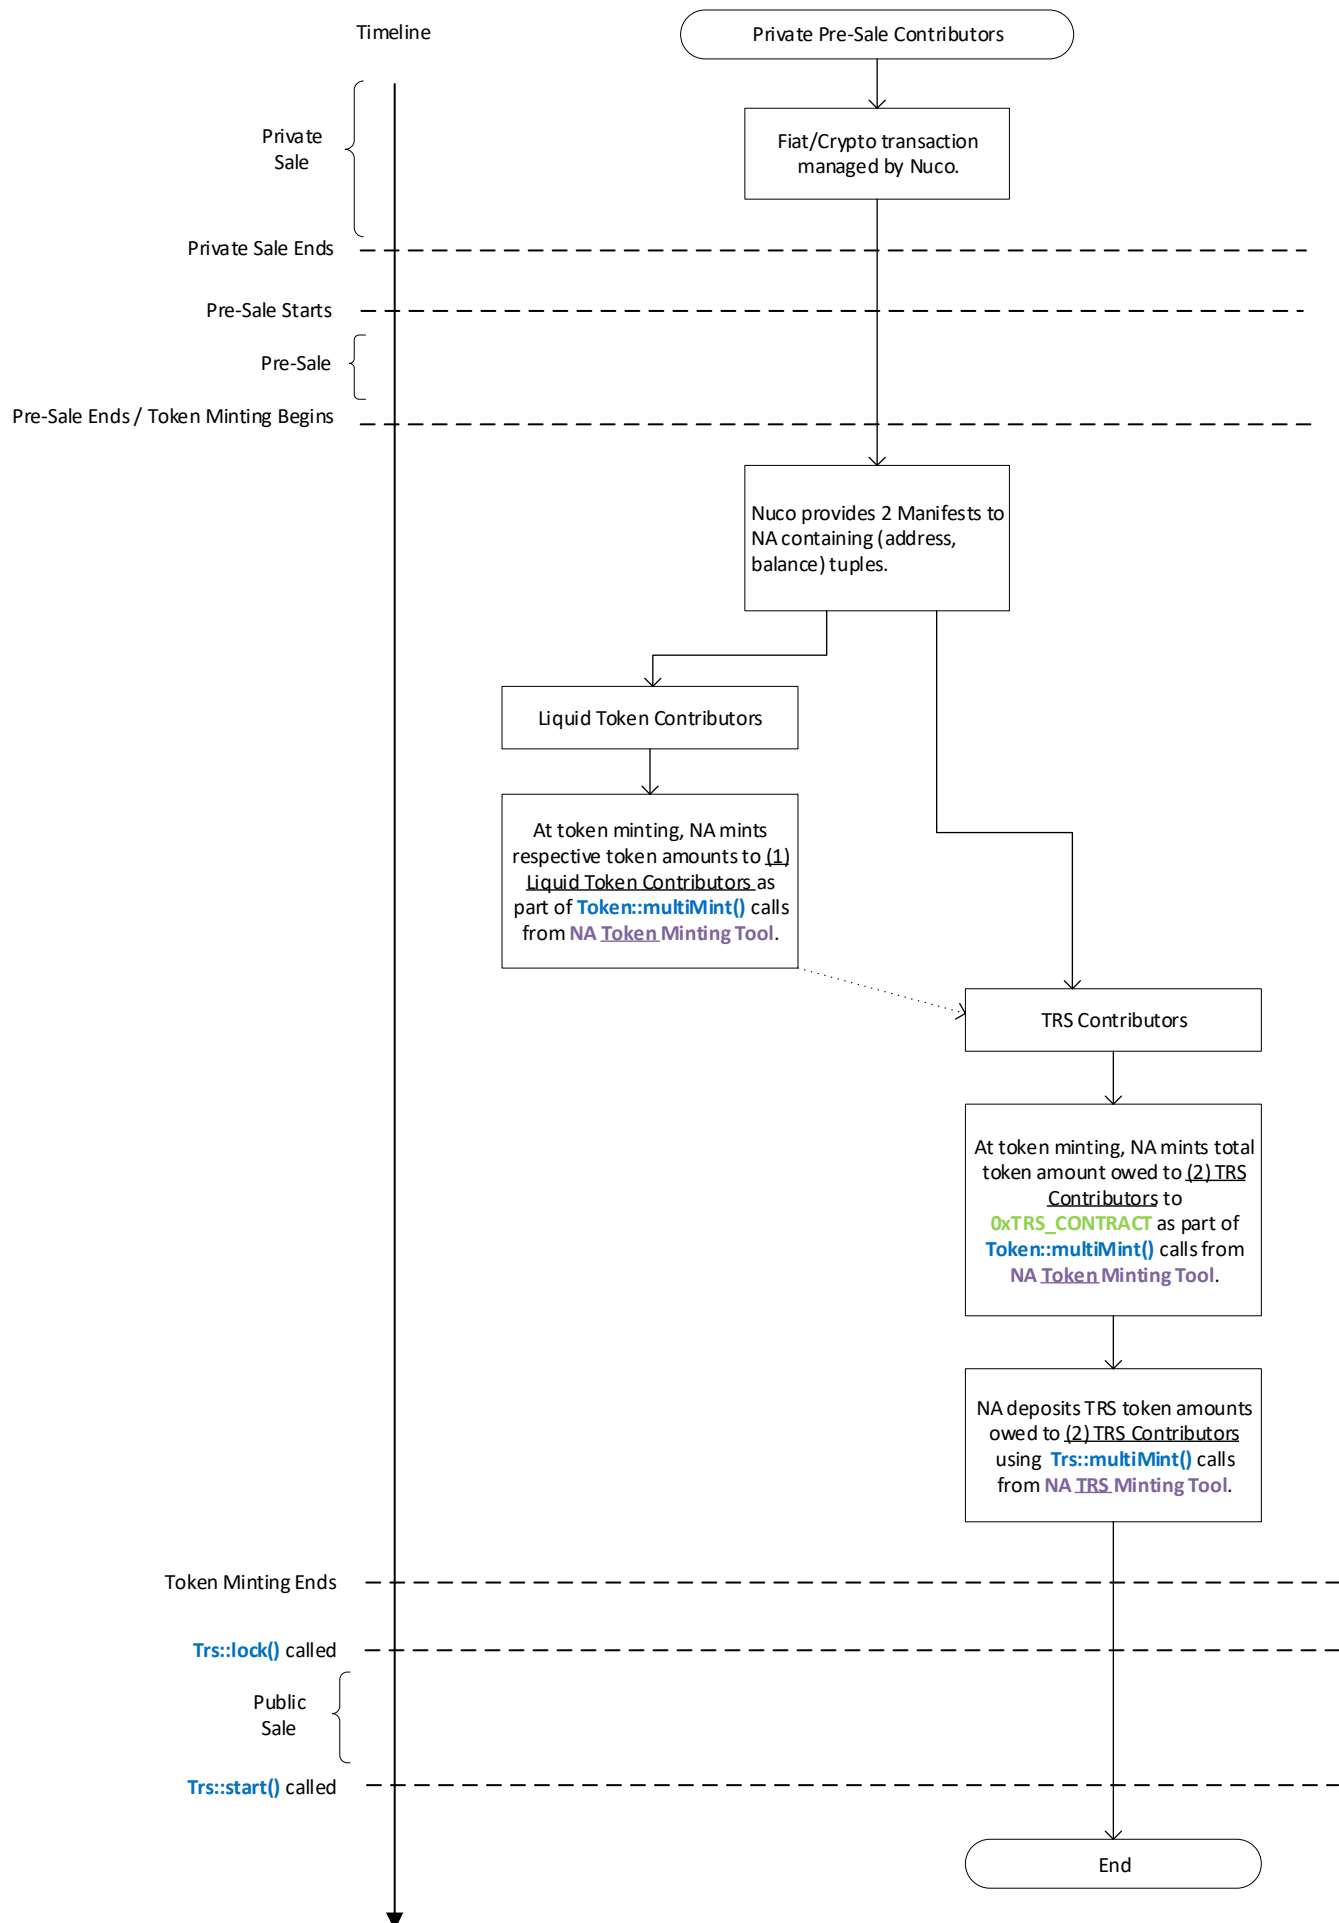 Timeline
Private Pre-Sale Contributors
Private
Sale
Fiat/Crypto transaction
managed by Nuco.
Private Sale Ends
Pre-Sale Starts
Pre-Sale
Pre-Sale Ends / Token Minting Begins
Nuco provides 2 Manifests to
NA containing (address,
balance) tuples.
Liquid Token Contributors
At token minting, NA mints
respective token amounts to (1)
Liquid Token Contributors as
part of Token::multiMint() calls
from NA Token Minting Tool.
TRS Contributors
At token minting, NA mints total
token amount owed to (2) TRS
Contributors to
0xTRS_CONTRACT as part of
Token::multiMint() calls from
NA Token Minting Tool.
NA deposits TRS token amounts
owed to (2) TRS Contributors
using Trs::multiMint() calls
from NA TRS Minting Tool.
Token Minting Ends
Trs::lock() called
Public
Sale
Trs::start() called
End